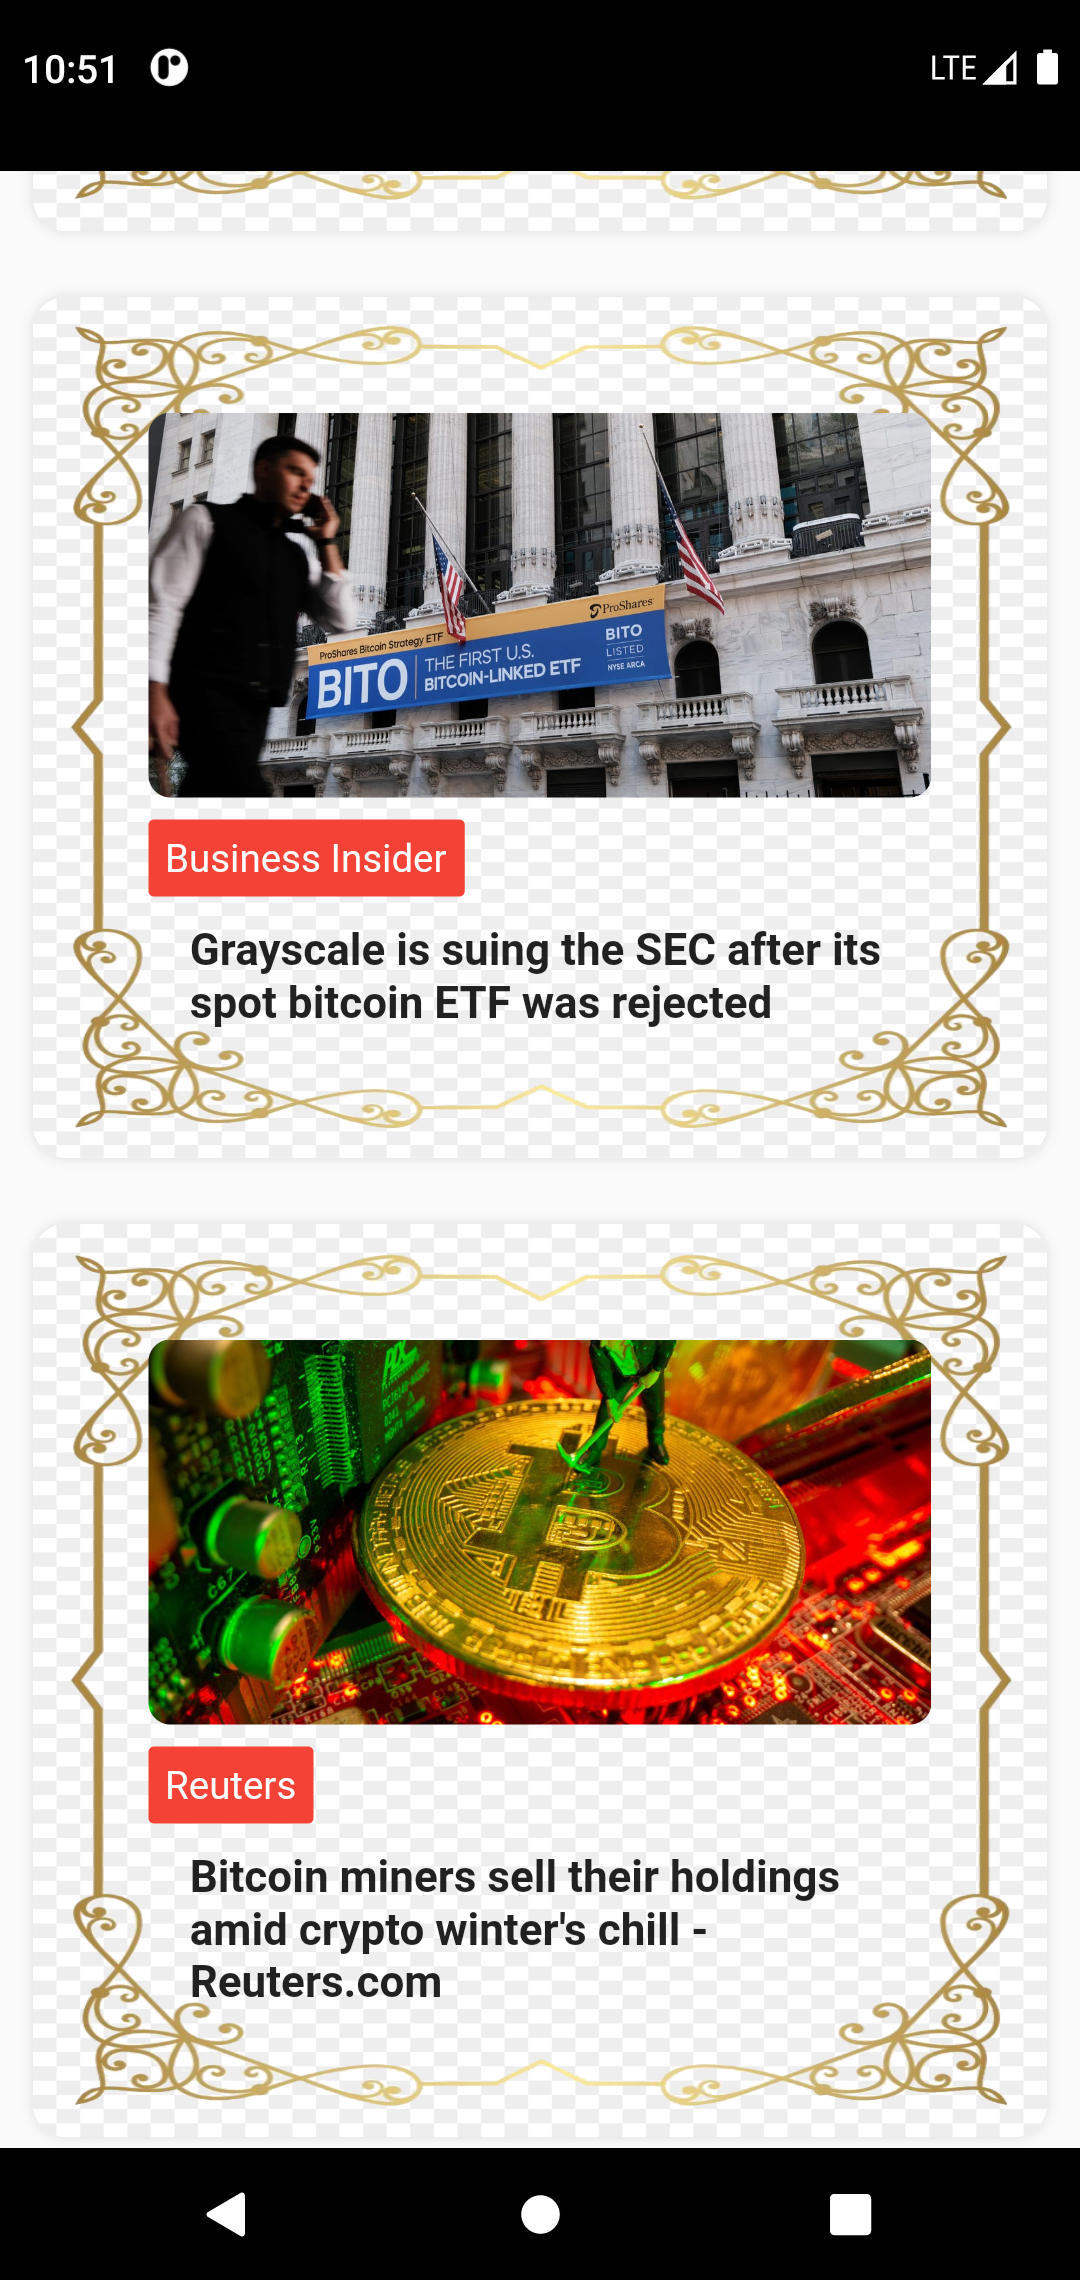 10:51
LTE
ProShares
ProShares Bitcoin Strategy ETF
BITO
THE FIRST U.S.
BITCOIN-LINKED ETF
BITO
LISTED
NYSE ARCA
Business Insider
Grayscale is suing the SEC after its
spot bitcoin ETF was rejected
C67
Reuters
Bitcoin miners sell their holdings
amid crypto winter's chill -
Reuters.com